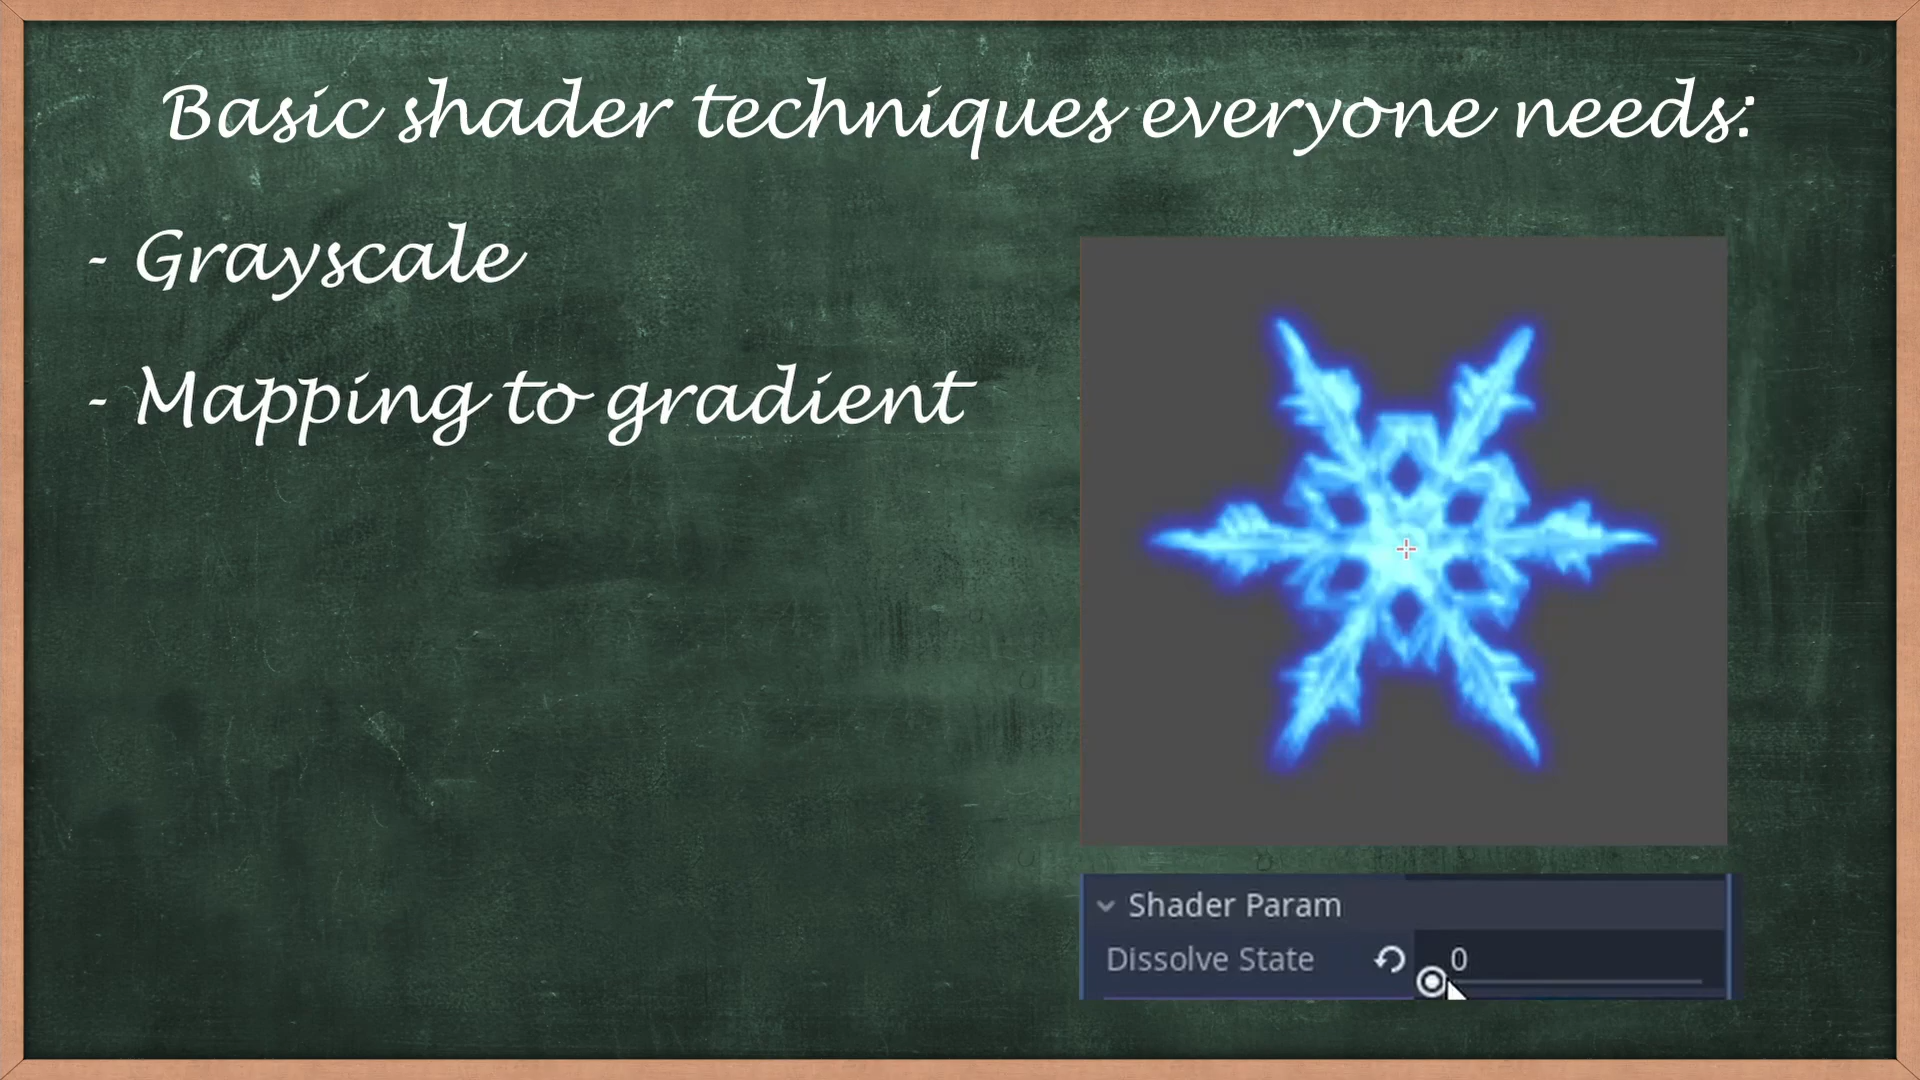 Basic shader techniques everyone needs:
- Grayscale
- Mapping to gradient
Shader Param
Dissolve State 0